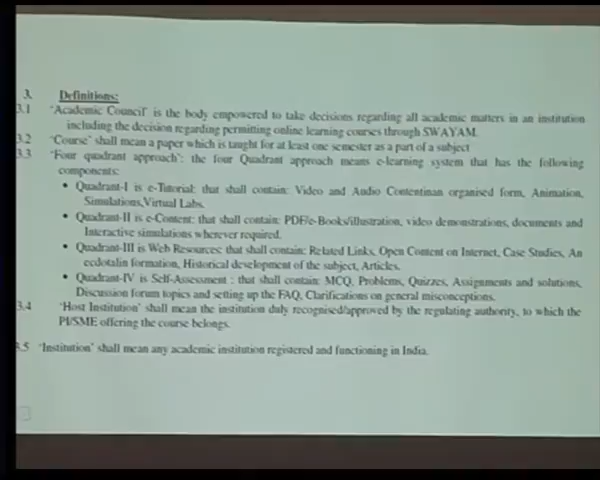 3. Definitions:
3.1 'Academic Council' is the body empowered to take decisions regarding all academic matters in an institution
including the decision regarding permitting online learning courses through SWAYAM.
3.2 'Course' shall mean a paper which is taught for at least one semester as a part of a subject
3.3 'Four quadrant approach': the four Quadrant approach means e-learning system that has the following
components:
• Quadrant-I is e-Tutorial: that shall contain: Video and Audio Contentinan organised form, Animation,
Simulations,Virtual Labs.
• Quadrant-II is e-Content: that shall contain: PDF/e-Books/illustration, video demonstrations, documents and
Interactive simulations wherever required.
• Quadrant-III is Web Resources: that shall contain: Related Links, Open Content on Internet, Case Studies, An
ecdotalin formation, Historical development of the subject, Articles.
• Quadrant-IV is Self-Assessment : that shall contain: MCQ, Problems, Quizzes, Assignments and solutions,
Discussion forum topics and setting up the FAQ, Clarifications on general misconceptions.
3.4 'Host Institution' shall mean the institution duly recognised/approved by the regulating authority, to which the
PI/SME offering the course belongs.
3.5 'Institution' shall mean any academic institution registered and functioning in India.